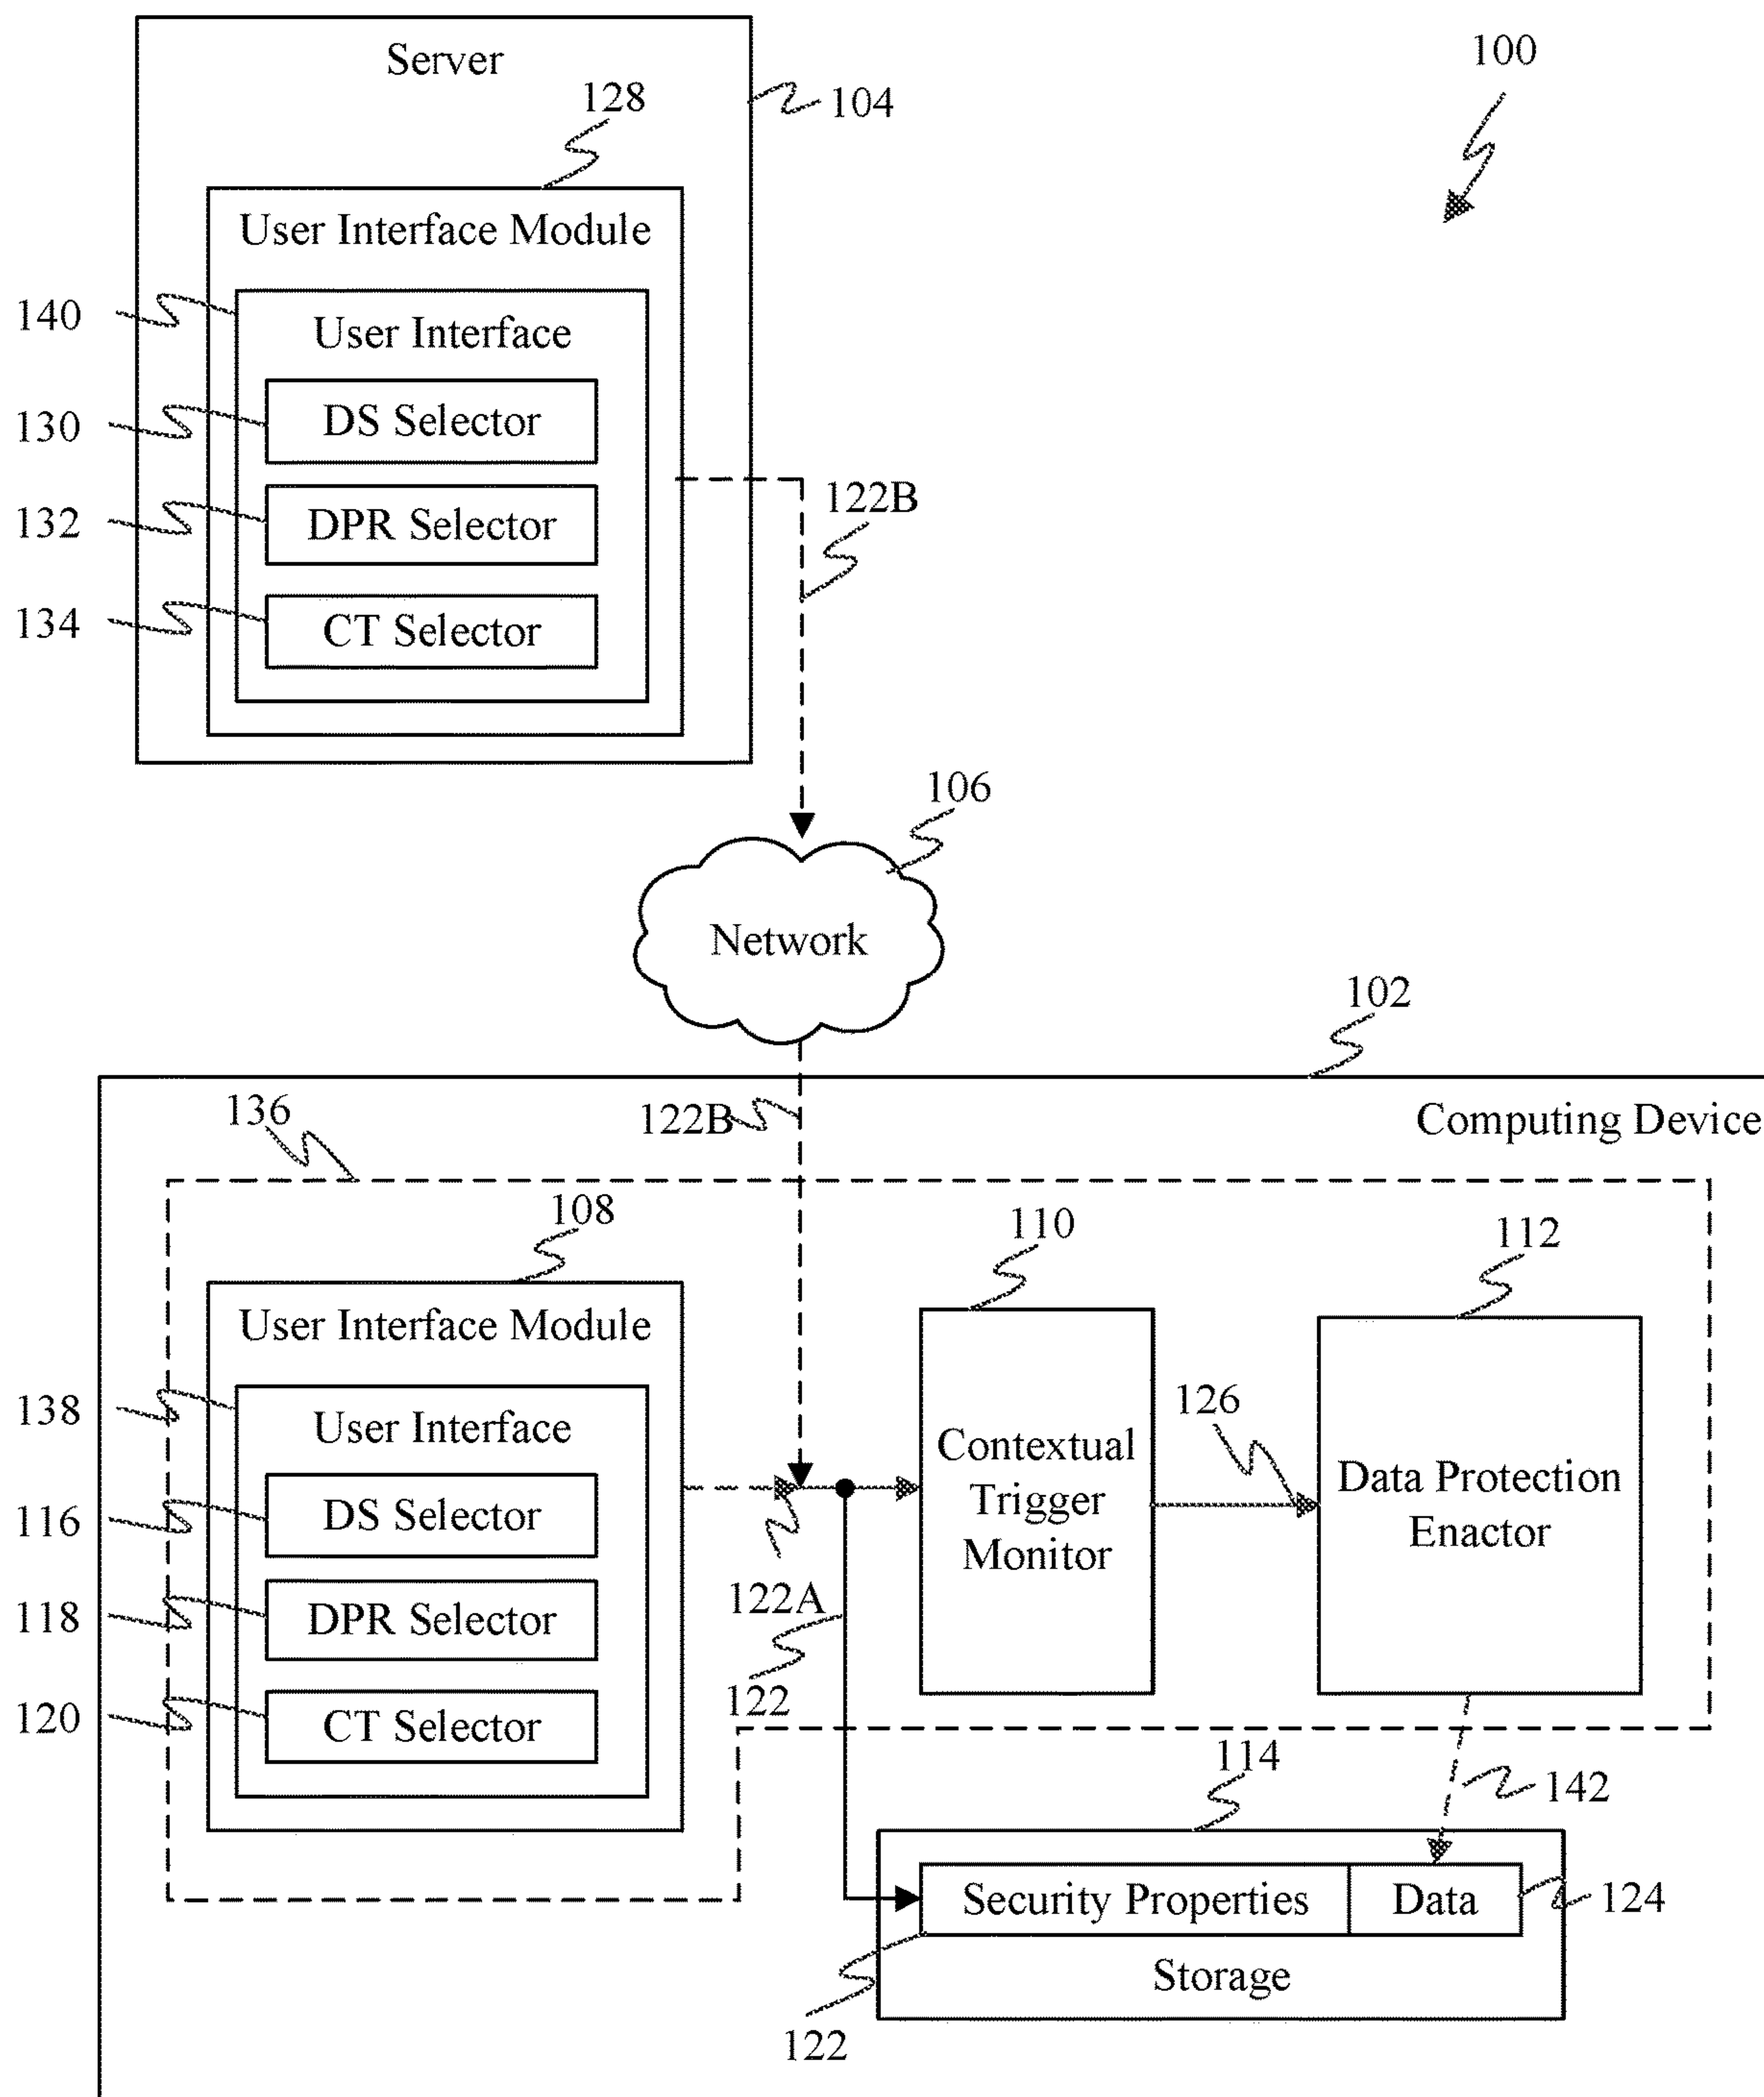 Server
100
104
128
User Interface Module
140
User Interface
130
DS Selector
122B
132
DPR Selector
134
CT Selector
106
Network
102
136
122B
Computing Device
108
110
112
User Interface Module
138
User Interface
126
Contextual
Trigger
Monitor
Data Protection
Enactor
116
DS Selector
122A
118
DPR Selector
122
120
CT Selector
114
142
Security Properties
Data
124
Storage
122